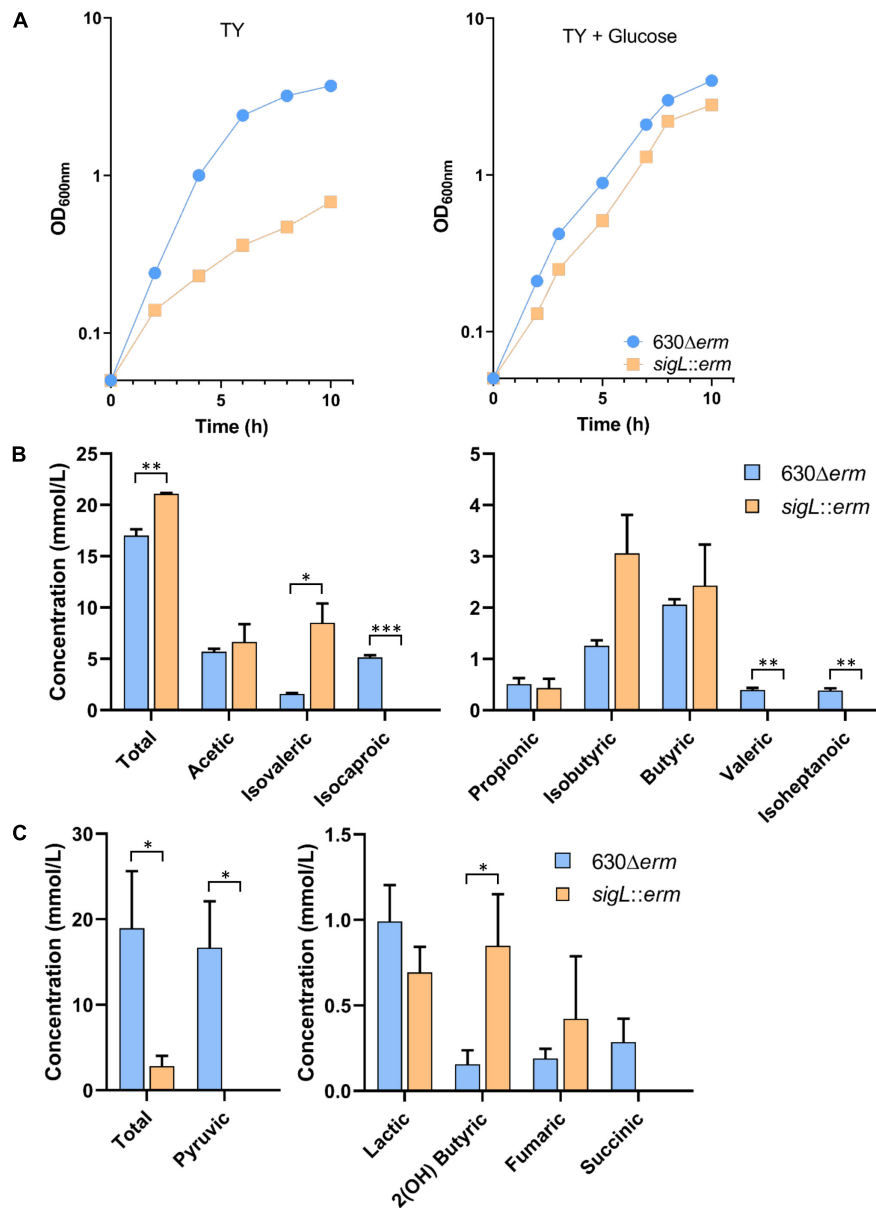 A
TY
TY + Glucose
OD600nm
10
1
0.1
0
5
10
Time (h)
OD600nm
10
1
0.1
0
5
10
Time (h)
630Δerm
sigL::erm
B
Concentration (mmol/L)
25
20
15
10
5
0
**
*
***
Total
Acetic
Isovaleric
Isocaproic
5
4
3
2
1
0
**
**
Propionic
Isobutyric
Butyric
Valeric
Isoheptanoic
630Δerm
sigL::erm
C
Concentration (mmol/L)
30
20
10
0
*
*
Total
Pyruvic
Concentration (mmol/L)
1.5
1.0
0.5
0.0
*
Lactic
2(OH) Butyric
Fumaric
Succinic
630Δerm
sigL::erm